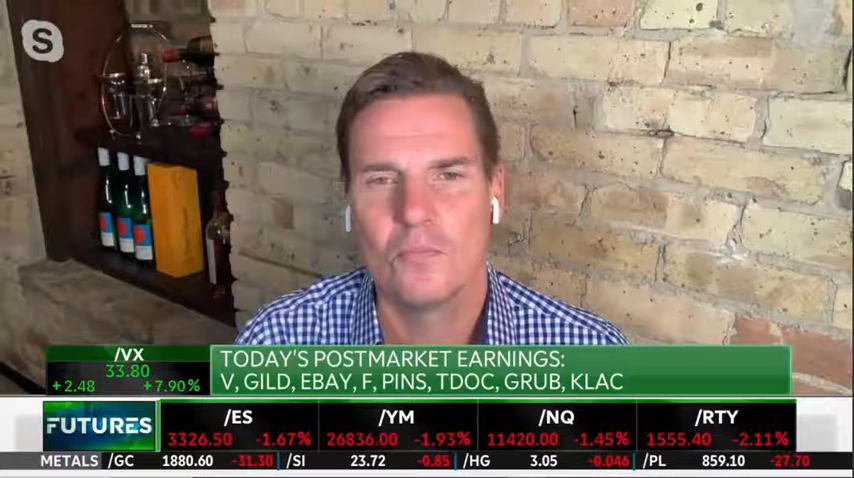 S
/VX
33.80
+2.48 +7.90%
TODAY'S POSTMARKET EARNINGS:
V, GILD, EBAY, F, PINS, TDOC, GRUB, KLAC
FUTURES
/ES
3326.50 -1.67%
/YM
26836.00 -1.93%
/NQ
11420.00 -1.45%
/RTY
1555.40 -2.11%
METALS /GC 1880.60 -31.30 /SI 23.72 -0.85 /HG 3.05 -0.046 /PL 859.10 -27.70